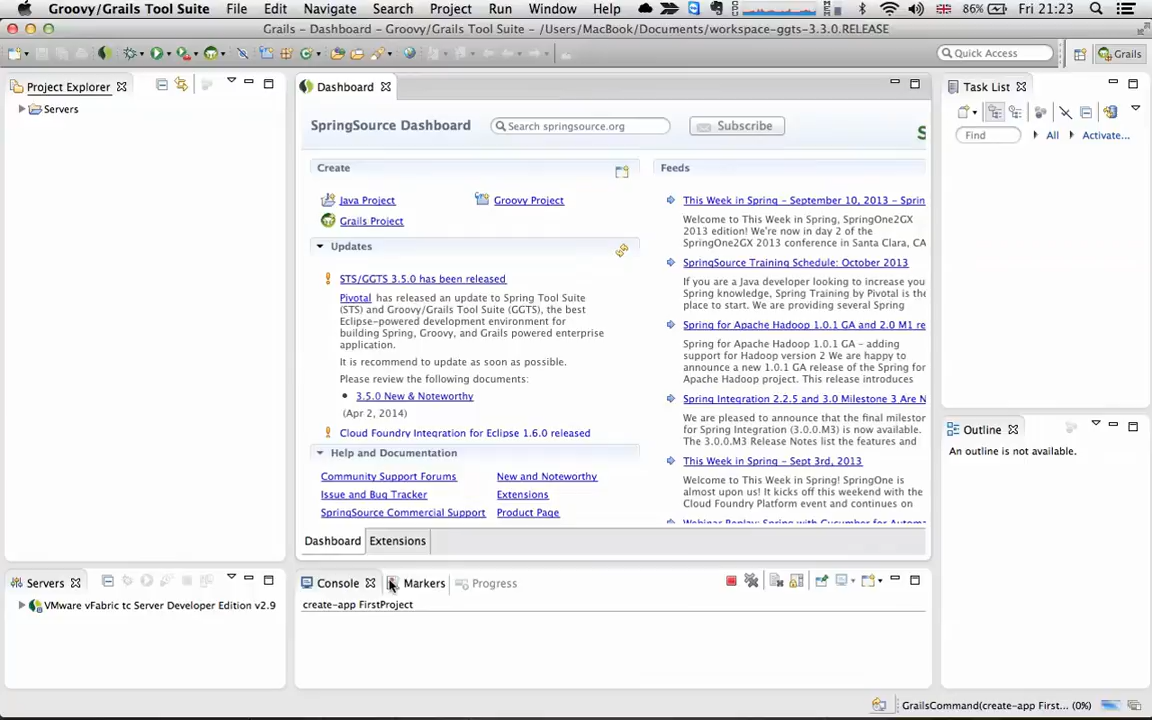 Groovy/Grails Tool Suite File Edit Navigate Search Project Run Window Help 86% Fri 21:23
Grails - Dashboard - Groovy/Grails Tool Suite - /Users/MacBook/Documents/workspace-ggts-3.3.0.RELEASE
Quick Access Grails
Project Explorer
Servers
Dashboard
SpringSource Dashboard Search springsource.org Subscribe
S
Create
Java Project Groovy Project
Grails Project
Updates
STS/GGTS 3.5.0 has been released
Pivotal has released an update to Spring Tool Suite
(STS) and Groovy/Grails Tool Suite (GGTS), the best
Eclipse-powered development environment for
building Spring, Groovy, and Grails powered enterprise
application.
It is recommend to update as soon as possible.
Please review the following documents:
• 3.5.0 New & Noteworthy
(Apr 2, 2014)
Cloud Foundry Integration for Eclipse 1.6.0 released
Help and Documentation
Community Support Forums New and Noteworthy
Issue and Bug Tracker Extensions
SpringSource Commercial Support Product Page
Feeds
This Week in Spring - September 10, 2013 - Sprin
Welcome to This Week in Spring, SpringOne2GX
2013 edition! We're now in day 2 of the
SpringOne2GX 2013 conference in Santa Clara, CA
SpringSource Training Schedule: October 2013
If you are a Java developer looking to increase you
Spring knowledge, Spring Training by Pivotal is the
place to start. We are providing several Spring
Spring for Apache Hadoop 1.0.1 GA and 2.0 M1 re
Spring for Apache Hadoop 1.0.1 GA - adding
support for Hadoop version 2 We are happy to
announce a new 1.0.1 GA release of the Spring for
Apache Hadoop project. This release introduces
Spring Integration 2.2.5 and 3.0 Milestone 3 Are N
We are pleased to announce that the final mileston
for Spring Integration (3.0.0.M3) is now available.
The 3.0.0.M3 Release Notes list the features and
This Week in Spring - Sept 3rd, 2013
Welcome to This Week in Spring! SpringOne is
almost upon us! It kicks off this weekend with the
Cloud Foundry Platform event and continues on
Webinar Replay: Spring with Cucumber for Autom
Dashboard Extensions
Task List
Find All Activate...
Outline
An outline is not available.
Servers
VMware vFabric tc Server Developer Edition v2.9
Console Markers Progress
create-app FirstProject
GrailsCommand(create-app First... (0%)